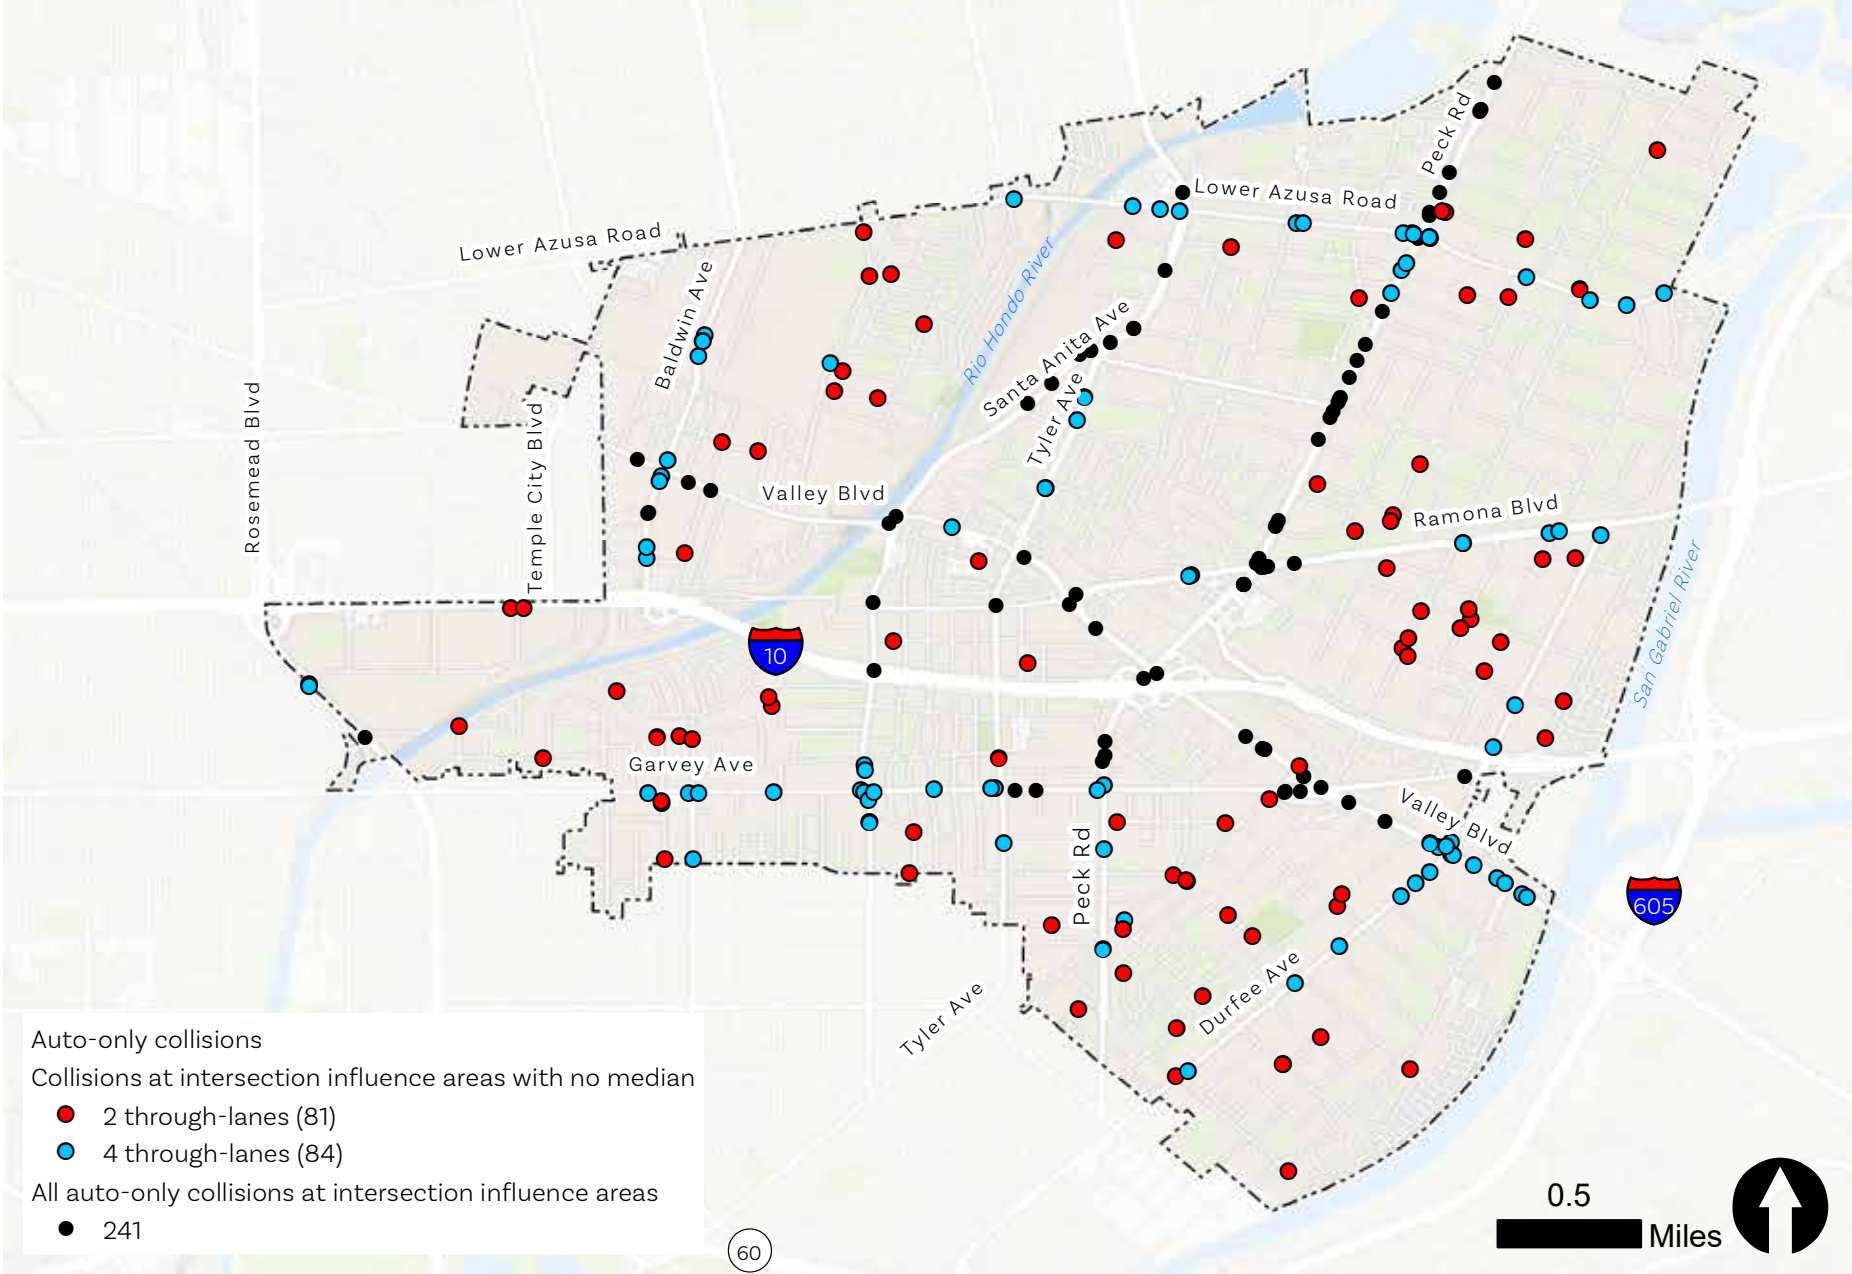 Peck Rd
Lower Azusa Road
Lower Azusa Road
Baldwin Ave
Rio Hondo River
Santa Anita Ave
Tyler Ave
Rosemead Blvd
Temple City Blvd
Valley Blvd
Ramona Blvd
San Gabriel River
10
Garvey Ave
Valley Blvd
Peck Rd
605
Durfee Ave
Tyler Ave
Auto-only collisions
Collisions at intersection influence areas with no median
2 through-lanes (81)
4 through-lanes (84)
All auto-only collisions at intersection influence areas
241
60
0.5
Miles